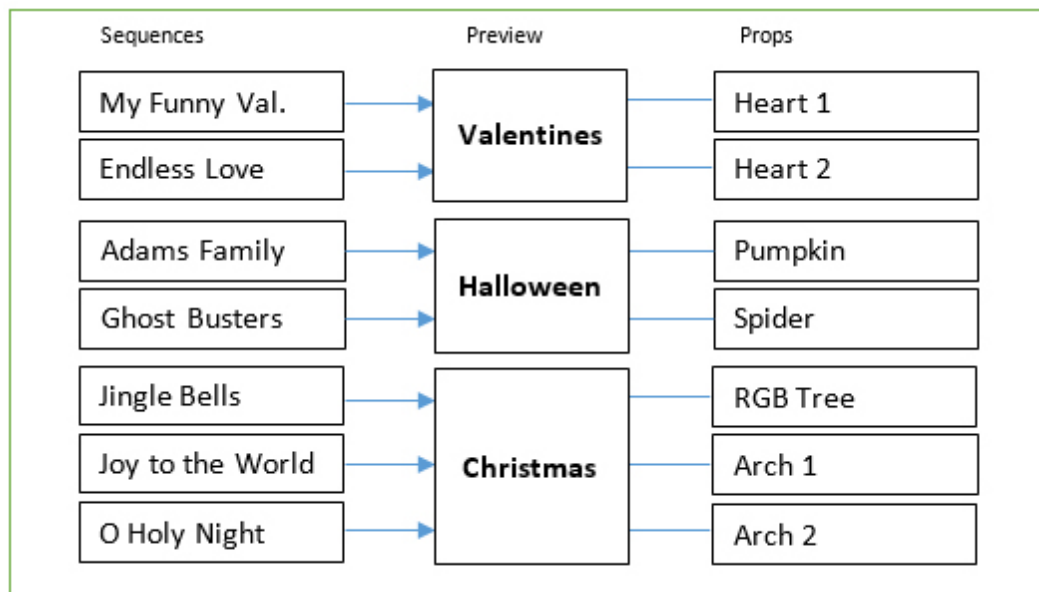 Sequences Preview Props
My Funny Val. Heart 1
Valentines
Endless Love Heart 2
Adams Family Pumpkin
Halloween
Ghost Busters Spider
Jingle Bells RGB Tree
Joy to the World Christmas Arch 1
O Holy Night Arch 2